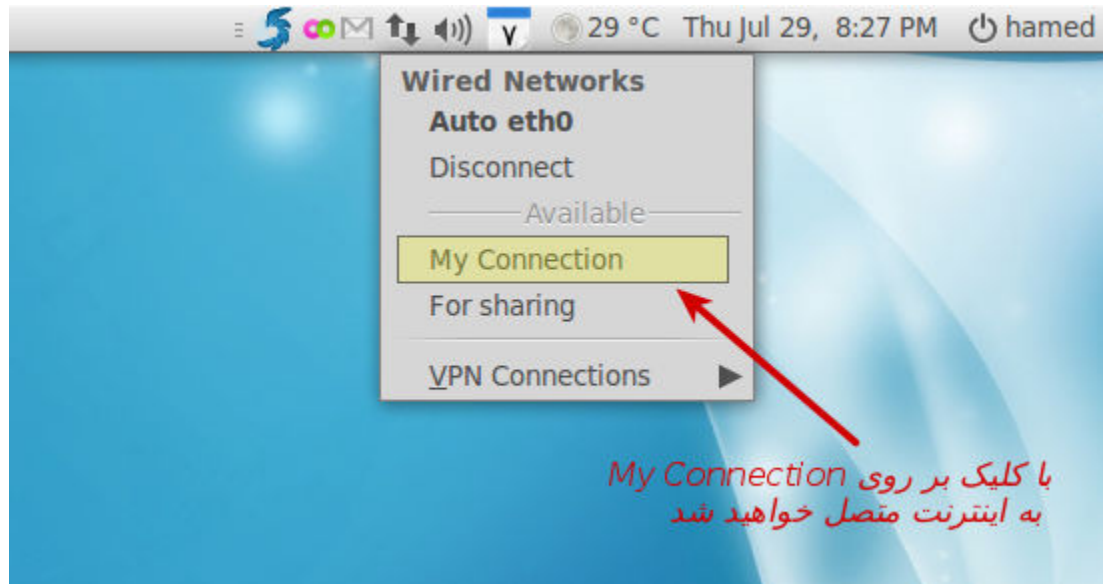 ۷ 29 °C Thu Jul 29, 8:27 PM hamed
Wired Networks
Auto eth0
Disconnect
Available
My Connection
For sharing
VPN Connections
با کلیک بر روی My Connection
به اینترنت متصل خواهید شد